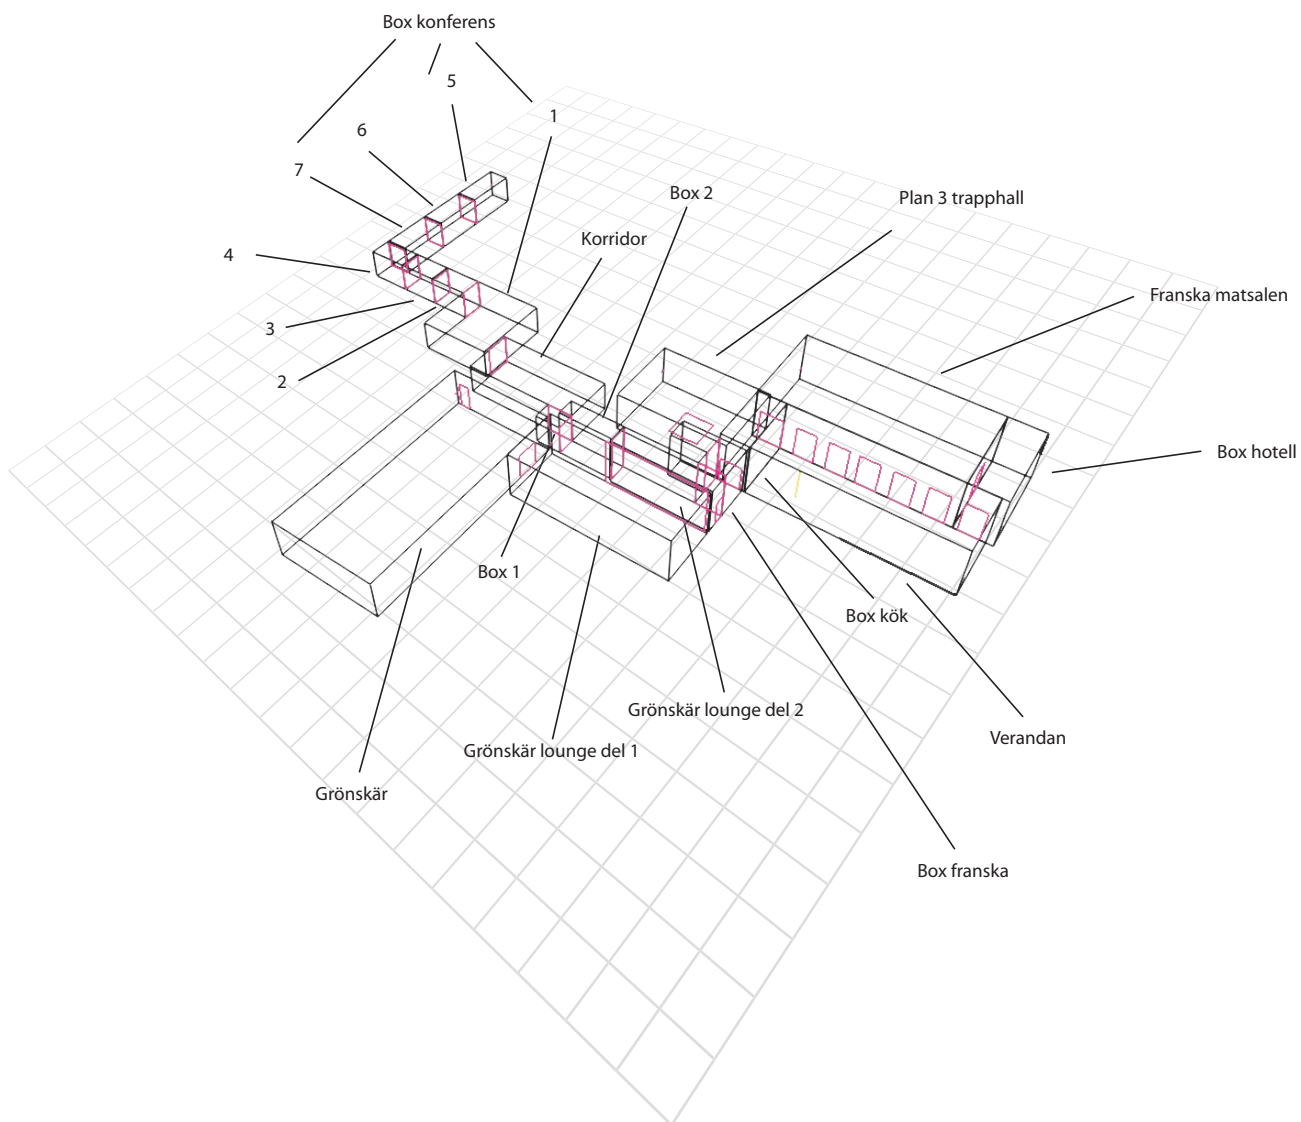 Box konferens
5
1
6
7
Box 2
Plan 3 trapphall
Korridor
4
Franska matsalen
3
2
Box hotell
Box 1
Box kök
Grönskär lounge del 2
Verandan
Grönskär lounge del 1
Grönskär
Box franska